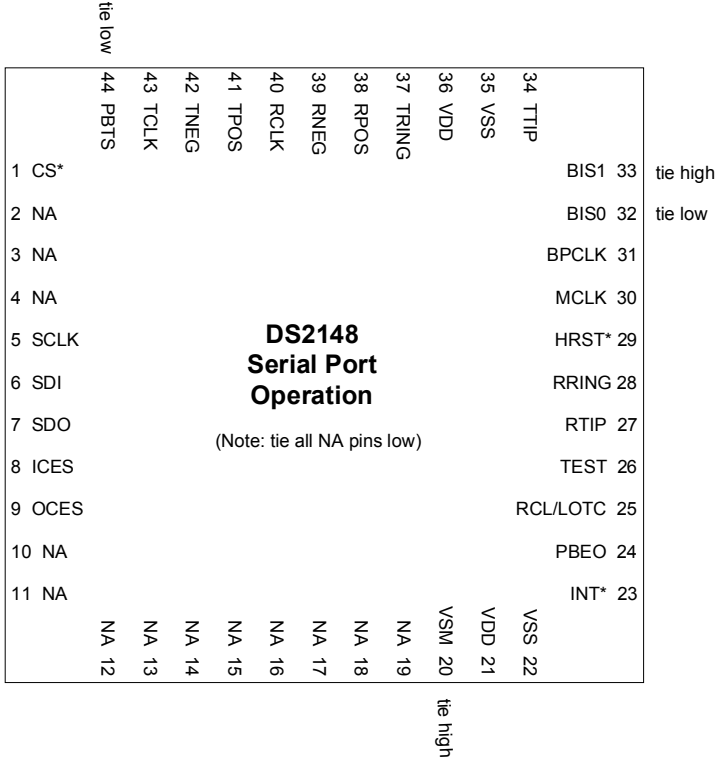 tie low
44 PBTS
43 TCLK
42 TNEG
41 TPOS
40 RCLK
39 RNEG
38 RPOS
37 TRING
36 VDD
35 VSS
34 TTIP
1 CS*
2 NA
3 NA
4 NA
5 SCLK
6 SDI
7 SDO
8 ICES
9 OCES
10 NA
11 NA
DS2148
Serial Port
Operation
(Note: tie all NA pins low)
BIS1 33 tie high
BIS0 32 tie low
BPCLK 31
MCLK 30
HRST* 29
RRING 28
RTIP 27
TEST 26
RCL/LOTC 25
PBEO 24
INT* 23
NA 12
NA 13
NA 14
NA 15
NA 16
NA 17
NA 18
NA 19
VSM 20
VDD 21
VSS 22
tie high